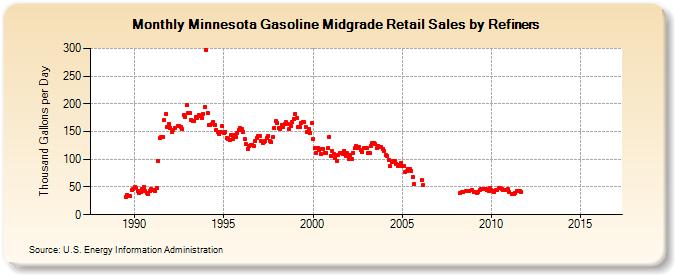 Monthly Minnesota Gasoline Midgrade Retail Sales by Refiners
Thousand Gallons per Day
300
250
200
150
100
50
0
1990 1995 2000 2005 2010 2015
Source: U.S. Energy Information Administration